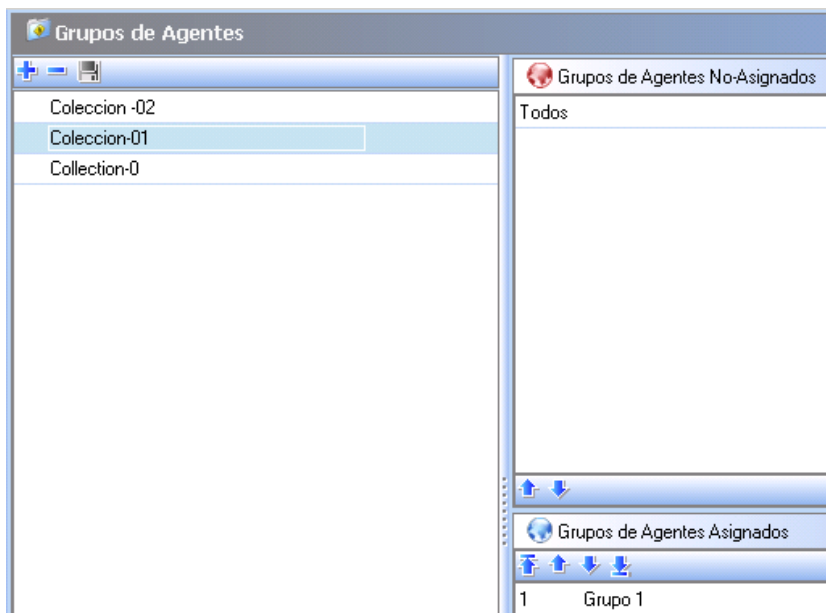 Grupos de Agentes
Coleccion -02
Coleccion-01
Collection-0
Grupos de Agentes No-Asignados
Todos
Grupos de Agentes Asignados
1 Grupo 1